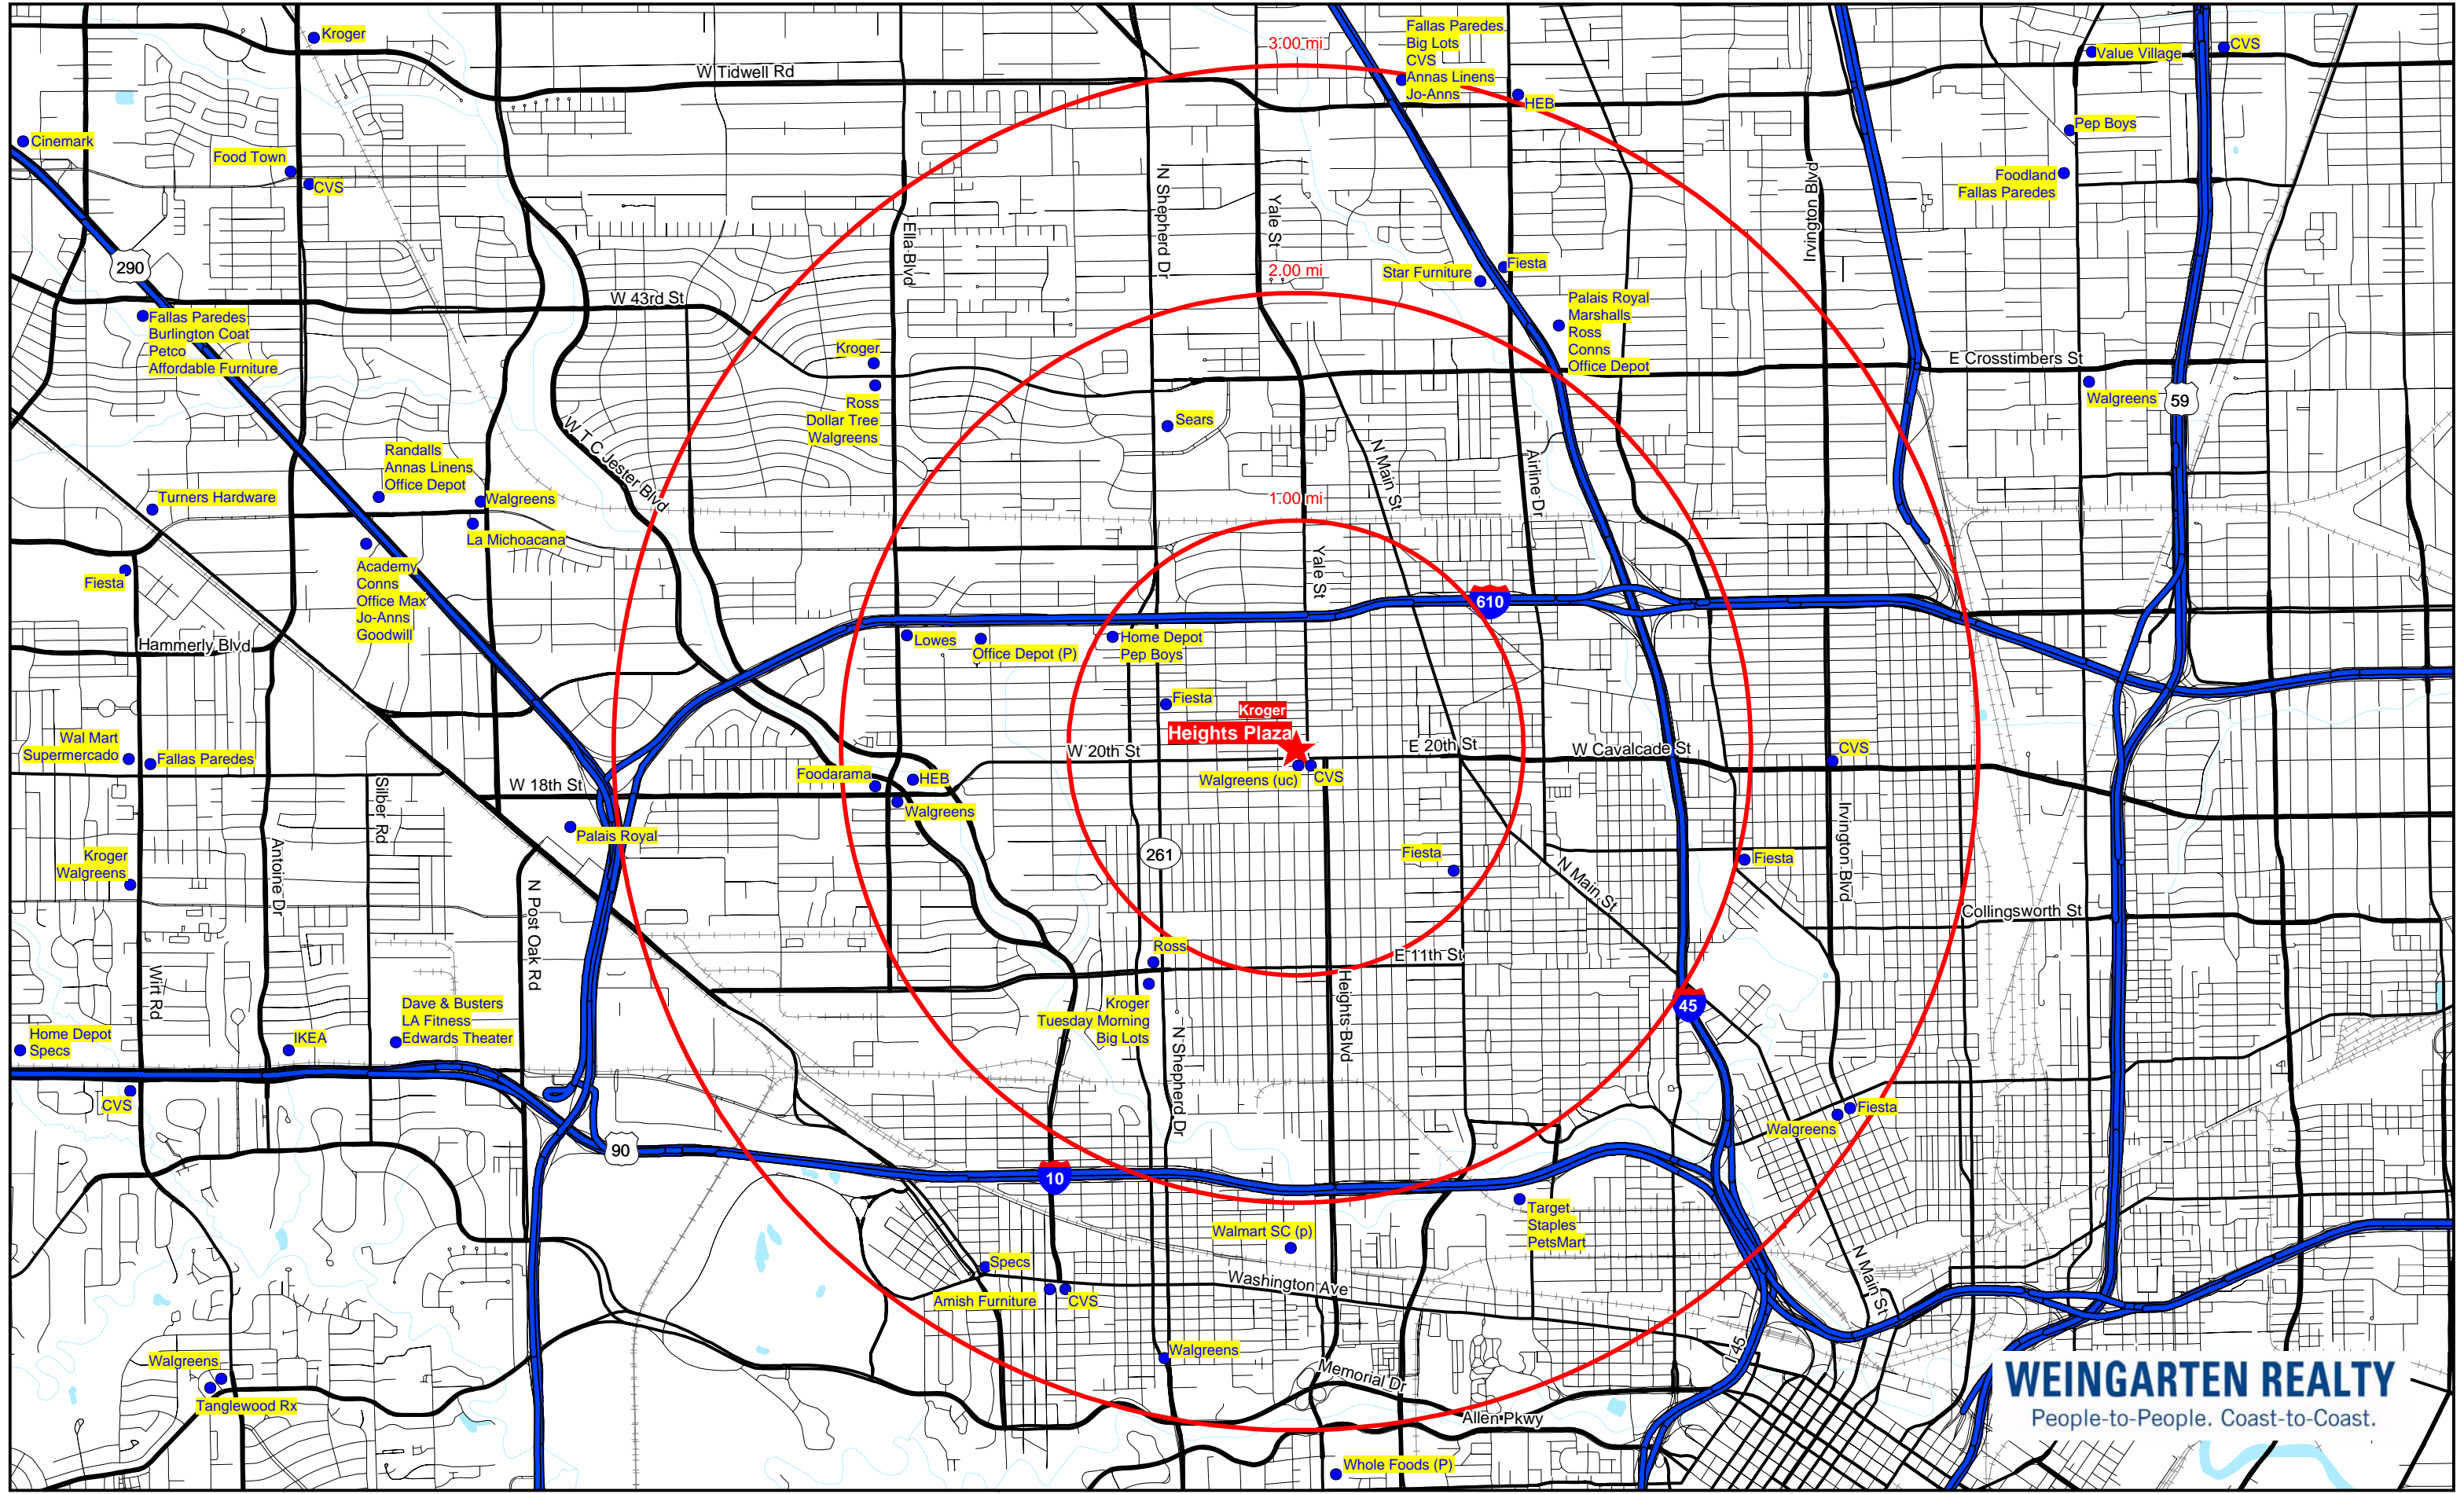 Kroger
3.00 mi
Fallas Paredes
Big Lots
CVS
Annas Linens
Jo-Anns
HEB
Value Village
CVS
W Tidwell Rd
Pep Boys
Cinemark
Food Town
CVS
N Shepherd Dr
Yale St
Irvington Blvd
Foodland
Fallas Paredes
Ella Blvd
290
2.00 mi
Star Furniture
Fiesta
W 43rd St
Palais Royal
Marshalls
Ross
Conns
Office Depot
Fallas Paredes
Burlington Coat
Petco
Affordable Furniture
Kroger
Ross
Dollar Tree
Walgreens
E Crosstimbers St
Walgreens
59
Sears
W T C Jester Blvd
N Main St
Airline Dr
Randalls
Annas Linens
Office Depot
Walgreens
Turners Hardware
1.00 mi
La Michoacana
Yale St
Fiesta
Academy
Conns
Office Max
Jo-Anns
Goodwill
610
Hammerly Blvd
Lowes
Office Depot (P)
Home Depot
Pep Boys
Fiesta
Kroger
Heights Plaza
Wal Mart
Supermercado
Fallas Paredes
W 20th St
E 20th St
W Cavalcade St
CVS
Foodarama
HEB
Walgreens (uc)
CVS
W 18th St
Silber Rd
Walgreens
Palais Royal
Irvington Blvd
Kroger
Walgreens
Antoine Dr
261
Fiesta
Fiesta
N Main St
N Post Oak Rd
Collingsworth St
Ross
E 11th St
Wirt Rd
Heights Blvd
Dave & Busters
LA Fitness
Edwards Theater
Kroger
Tuesday Morning
Big Lots
45
Home Depot
Specs
IKEA
N Shepherd Dr
CVS
Fiesta
Walgreens
90
10
Target
Staples
PetsMart
Walmart SC (p)
Specs
Washington Ave
N Main St
Amish Furniture
CVS
I-45
Walgreens
Walgreens
Memorial Dr
Tanglewood Rx
Allen Pkwy
Whole Foods (P)
WEINGARTEN REALTY
People-to-People. Coast-to-Coast.